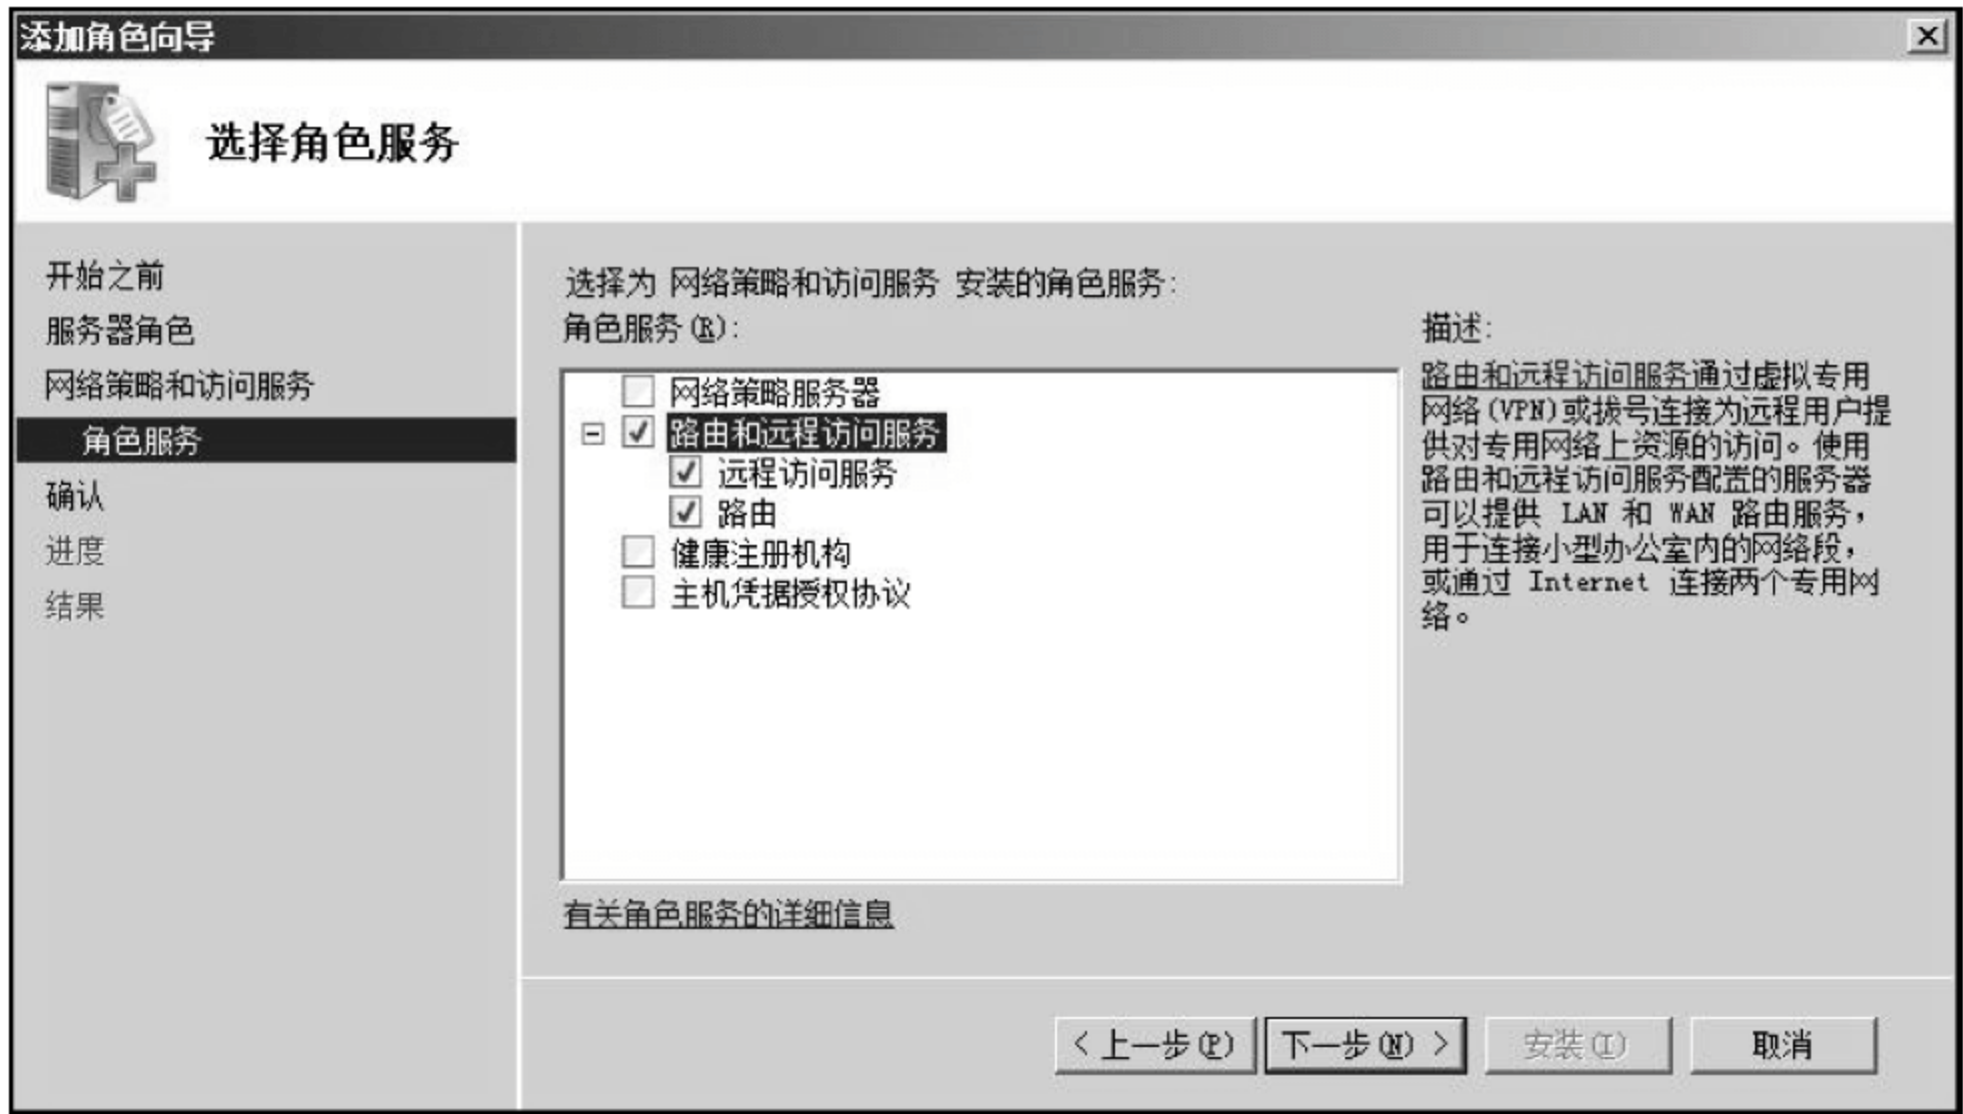 添加角色向导
选择角色服务
开始之前
服务器角色
网络策略和访问服务
角色服务
确认
进度
结果
选择为 网络策略和访问服务 安装的角色服务:
角色服务(R):
网络策略服务器
路由和远程访问服务
远程访问服务
路由
健康注册机构
主机凭据授权协议
有关角色服务的详细信息
描述:
路由和远程访问服务通过虚拟专用
网络(VPN)或拔号连接为远程用户提
供对专用网络上资源的访问。使用
路由和远程访问服务配置的服务器
可以提供 LAN 和 WAN 路由服务,
用于连接小型办公室内的网络段,
或通过 Internet 连接两个专用网
络。
< 上一步(P)
下一步(N) >
安装(I)
取消